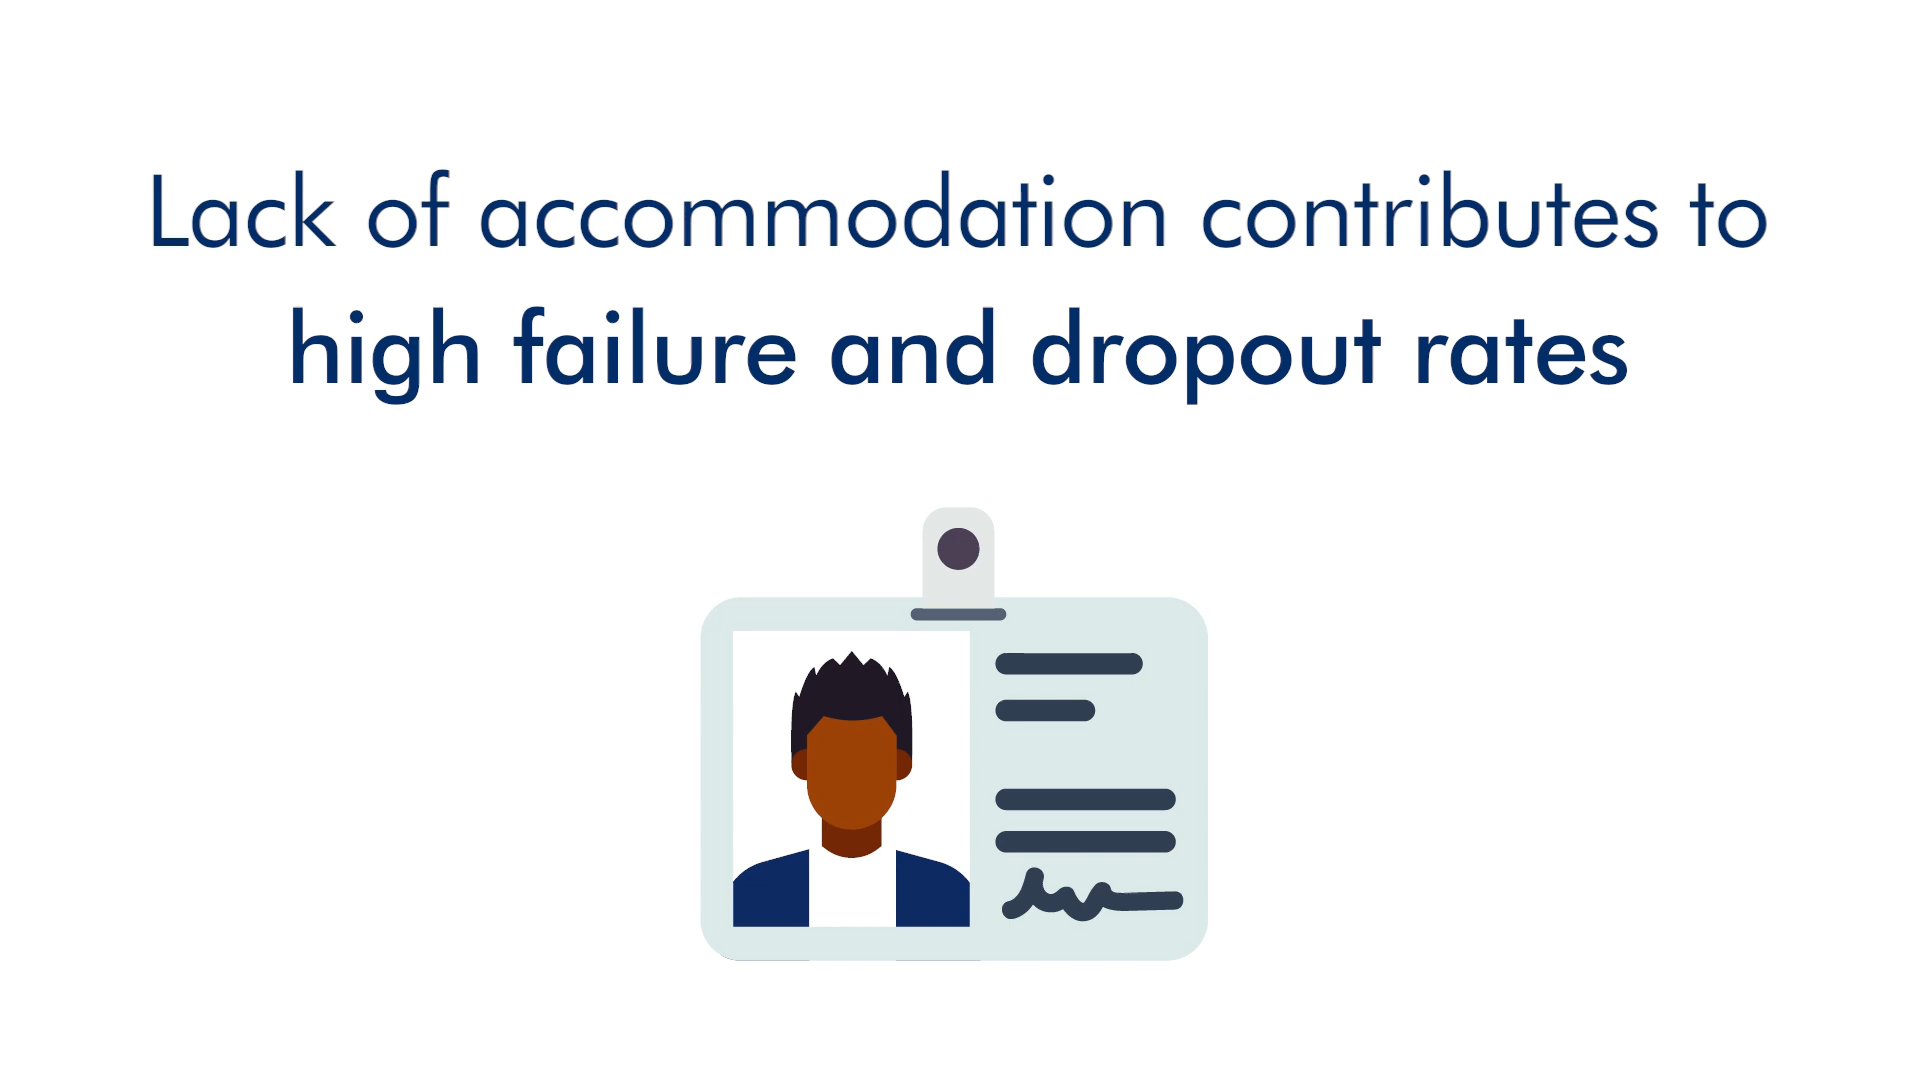 Lack of accommodation contributes to
high failure and dropout rates